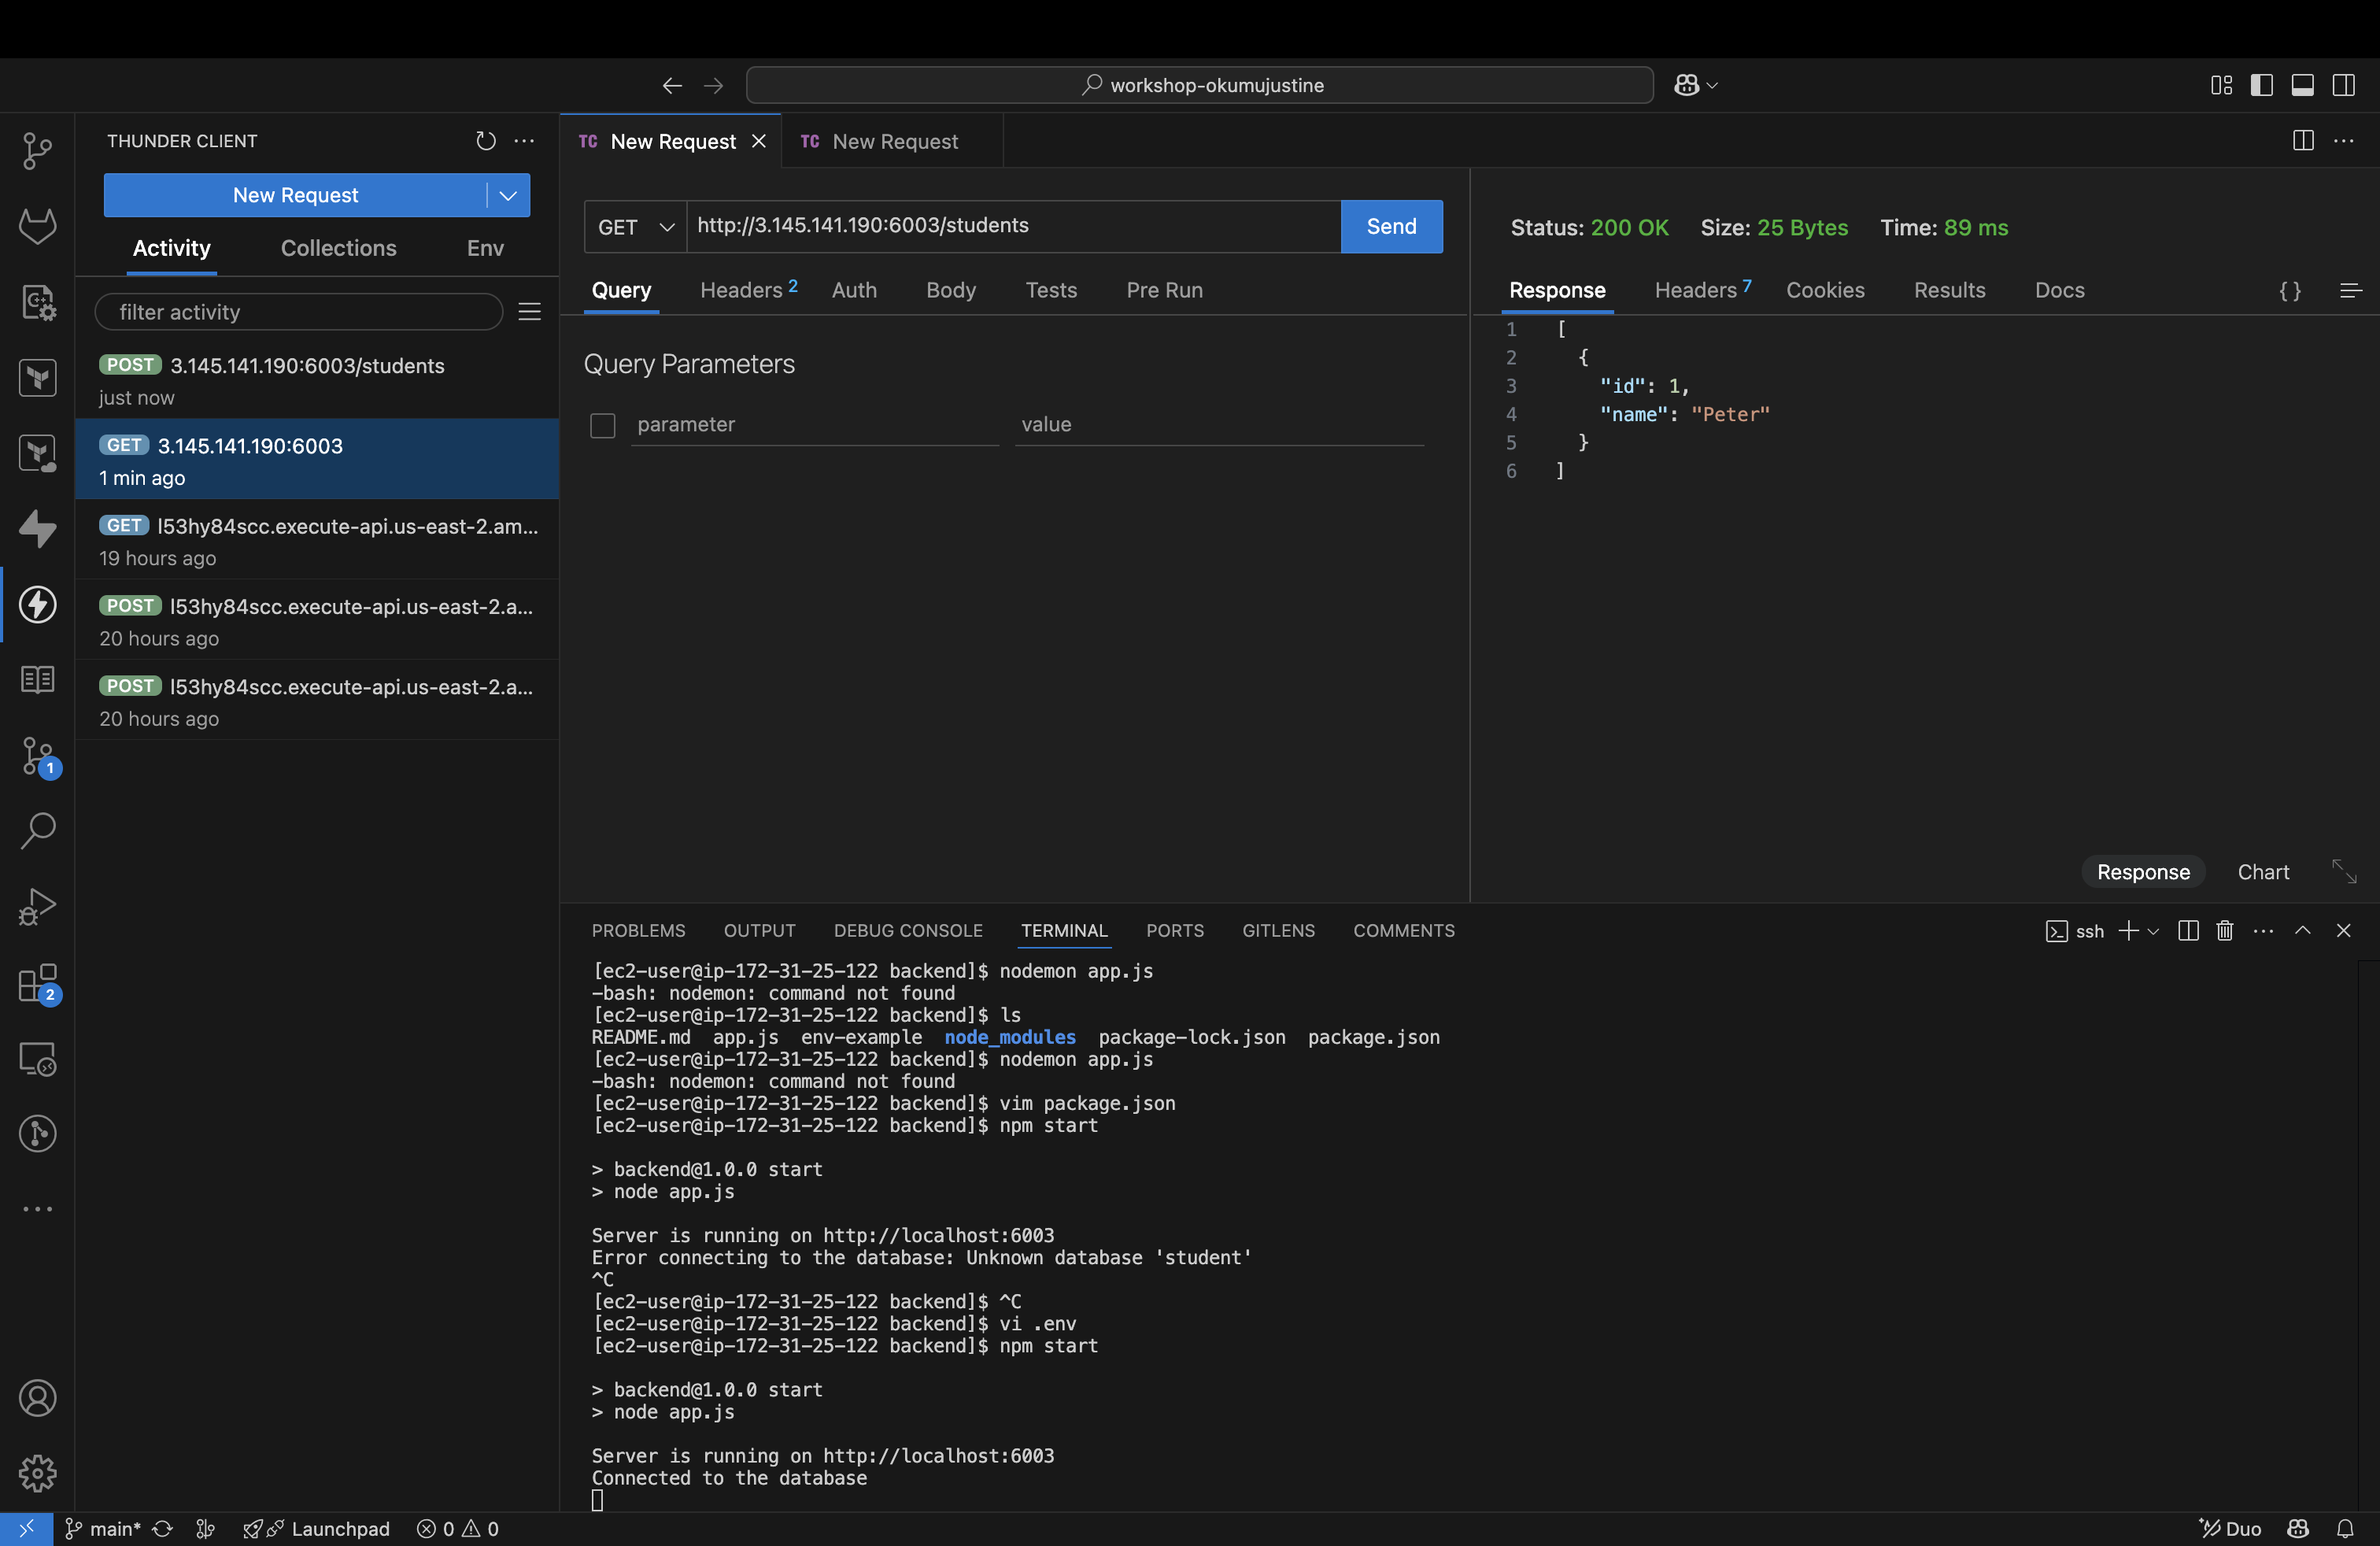 workshop-okumujustine
THUNDER CLIENT
New Request
Activity Collections Env
filter activity
POST 3.145.141.190:6003/students
just now
GET 3.145.141.190:6003
1 min ago
GET l53hy84scc.execute-api.us-east-2.am...
19 hours ago
POST l53hy84scc.execute-api.us-east-2.a...
20 hours ago
POST l53hy84scc.execute-api.us-east-2.a...
20 hours ago
1
2
TC New Request
TC New Request
GET http://3.145.141.190:6003/students Send
Query Headers 2 Auth Body Tests Pre Run
Query Parameters
parameter value
Status: 200 OK Size: 25 Bytes Time: 89 ms
Response Headers 7 Cookies Results Docs { }
1 [
2 {
3 "id": 1,
4 "name": "Peter"
5 }
6 ]
Response Chart
PROBLEMS OUTPUT DEBUG CONSOLE TERMINAL PORTS GITLENS COMMENTS
ssh
[ec2-user@ip-172-31-25-122 backend]$ nodemon app.js
-bash: nodemon: command not found
[ec2-user@ip-172-31-25-122 backend]$ ls
README.md app.js env-example node_modules package-lock.json package.json
[ec2-user@ip-172-31-25-122 backend]$ nodemon app.js
-bash: nodemon: command not found
[ec2-user@ip-172-31-25-122 backend]$ vim package.json
[ec2-user@ip-172-31-25-122 backend]$ npm start
> backend@1.0.0 start
> node app.js
Server is running on http://localhost:6003
Error connecting to the database: Unknown database 'student'
^C
[ec2-user@ip-172-31-25-122 backend]$ ^C
[ec2-user@ip-172-31-25-122 backend]$ vi .env
[ec2-user@ip-172-31-25-122 backend]$ npm start
> backend@1.0.0 start
> node app.js
Server is running on http://localhost:6003
Connected to the database
main* Launchpad 0 0 Duo